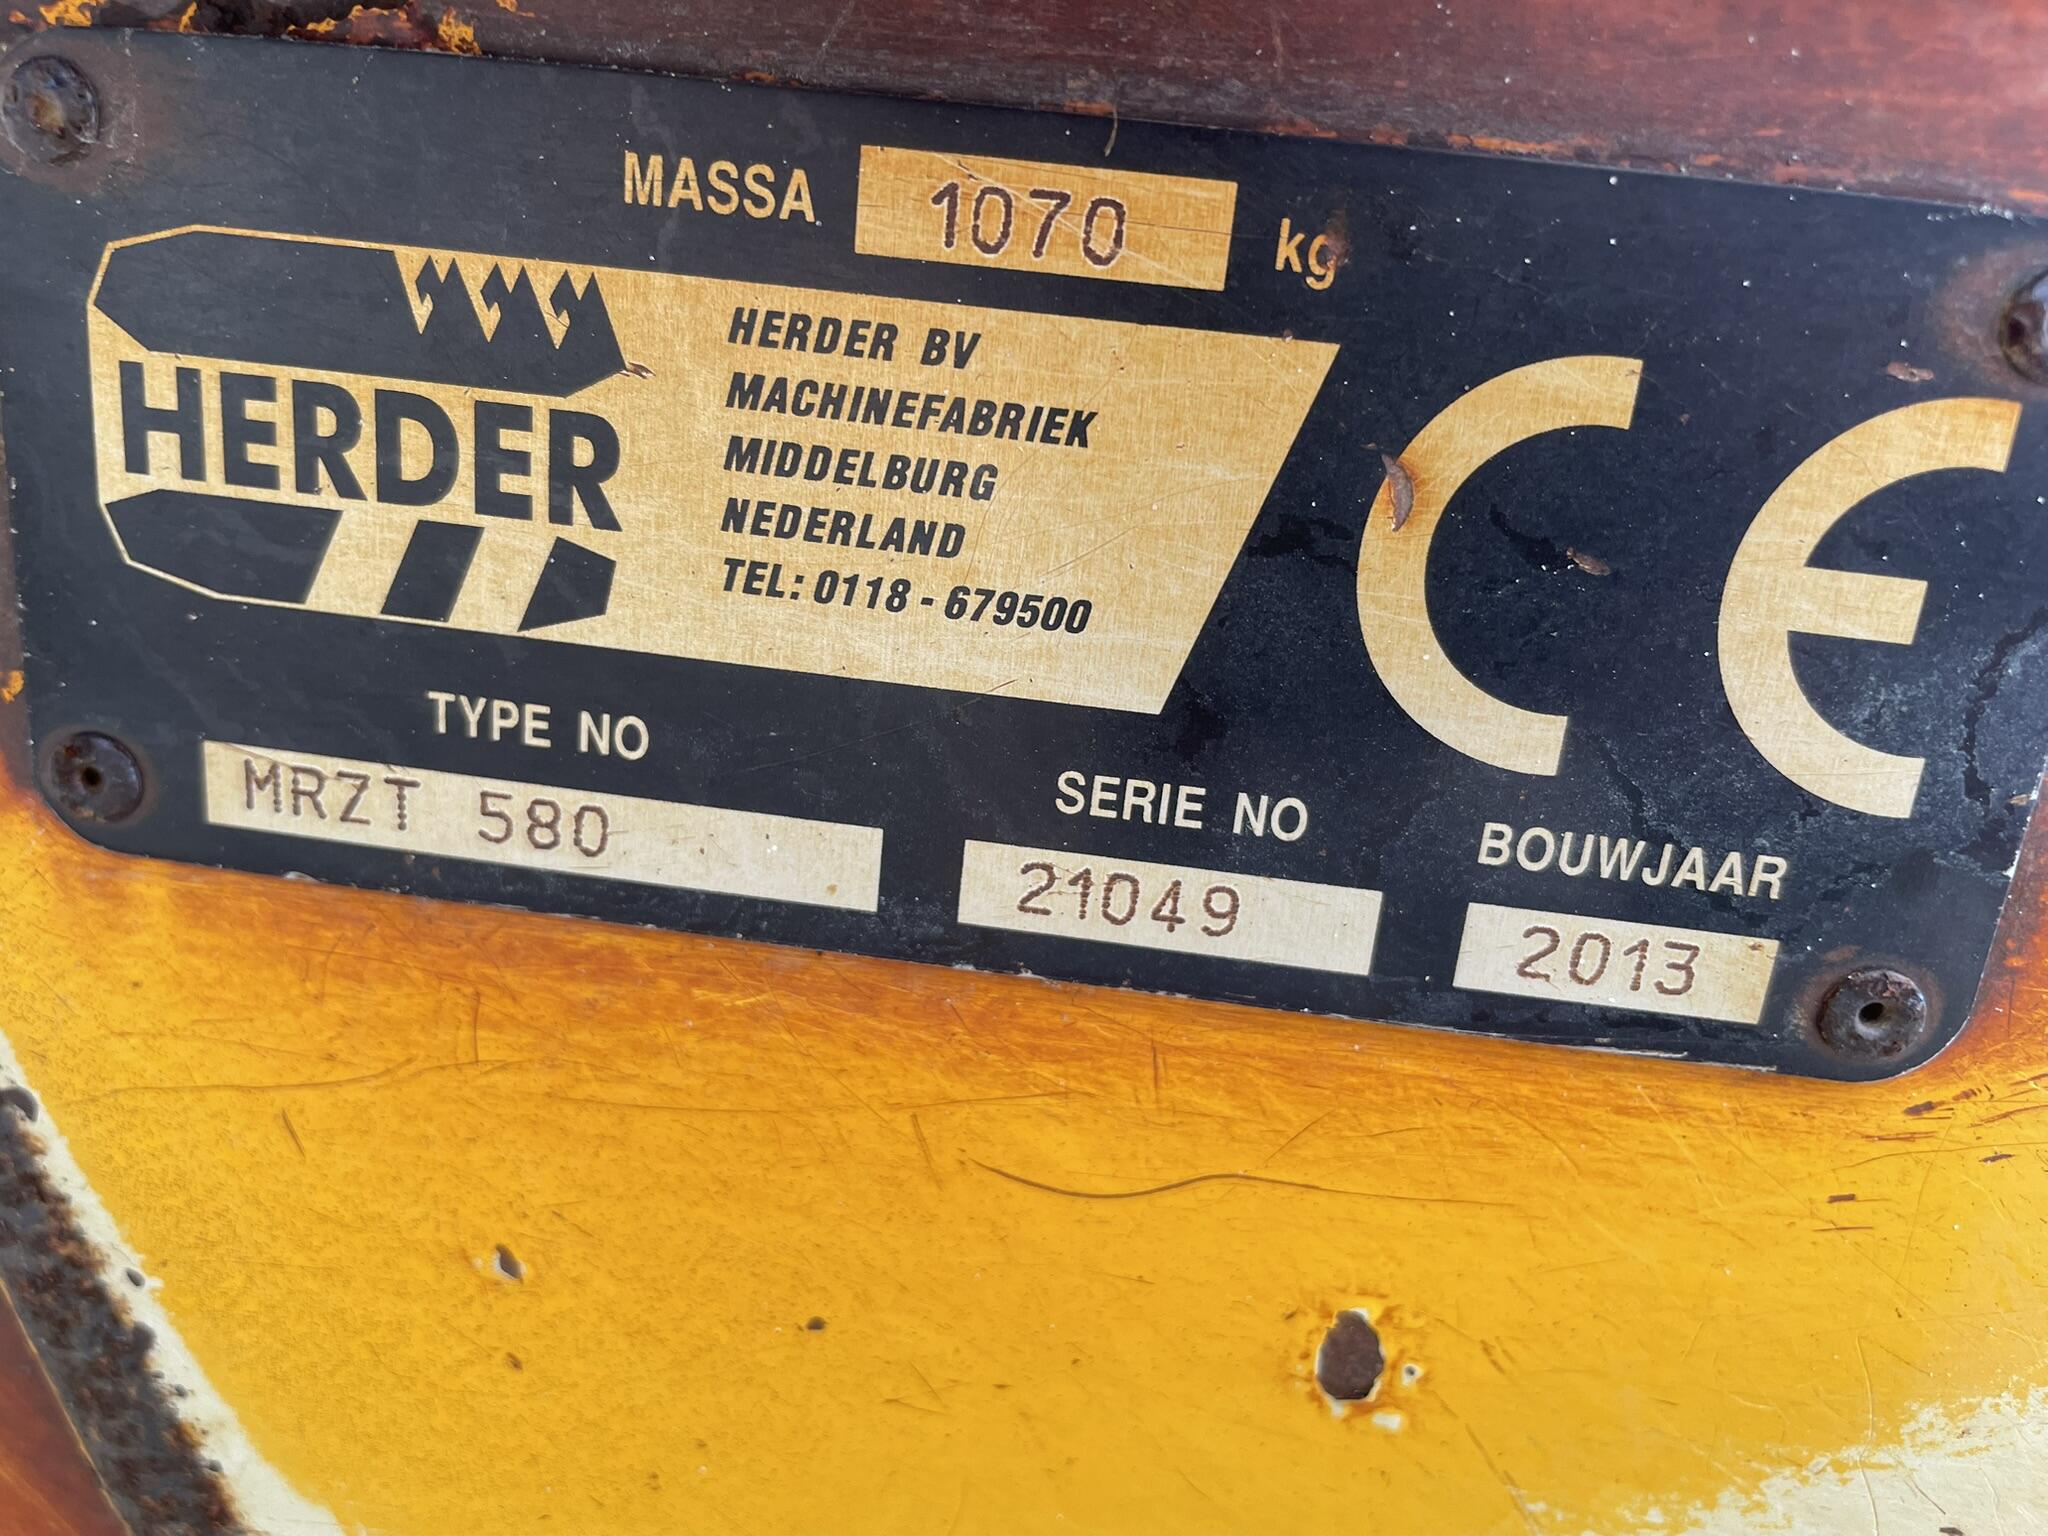 MASSA 1070 kg
HERDER
HERDER BV
MACHINEFABRIEK
MIDDELBURG
NEDERLAND
TEL: 0118 - 679500
CE
TYPE NO
MRZT 580
SERIE NO
21049
BOUWJAAR
2013